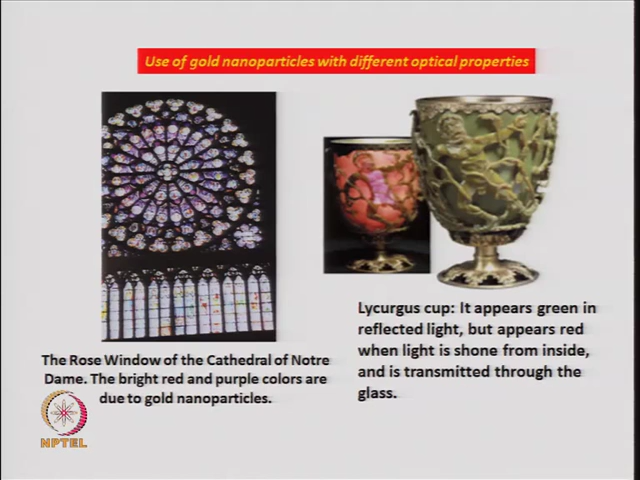 Use of gold nanoparticles with different optical properties
The Rose Window of the Cathedral of Notre
Dame. The bright red and purple colors are
due to gold nanoparticles.
Lycurgus cup: It appears green in
reflected light, but appears red
when light is shone from inside,
and is transmitted through the
glass.
NPTEL